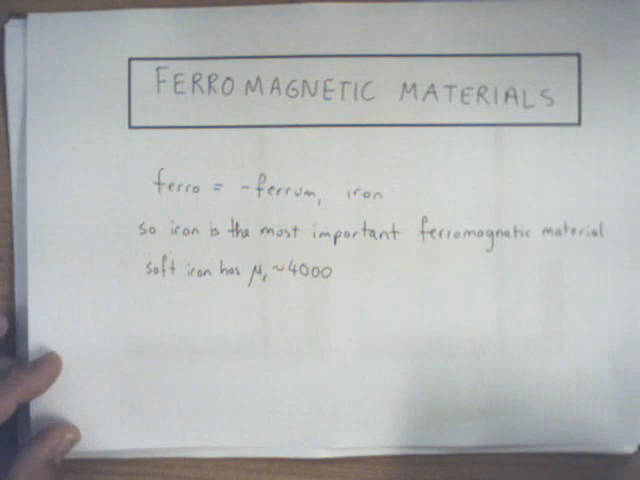 FERROMAGNETIC MATERIALS
ferro = -ferrum, iron
so iron is the most important ferromagnetic material
soft iron has μr ~ 4000